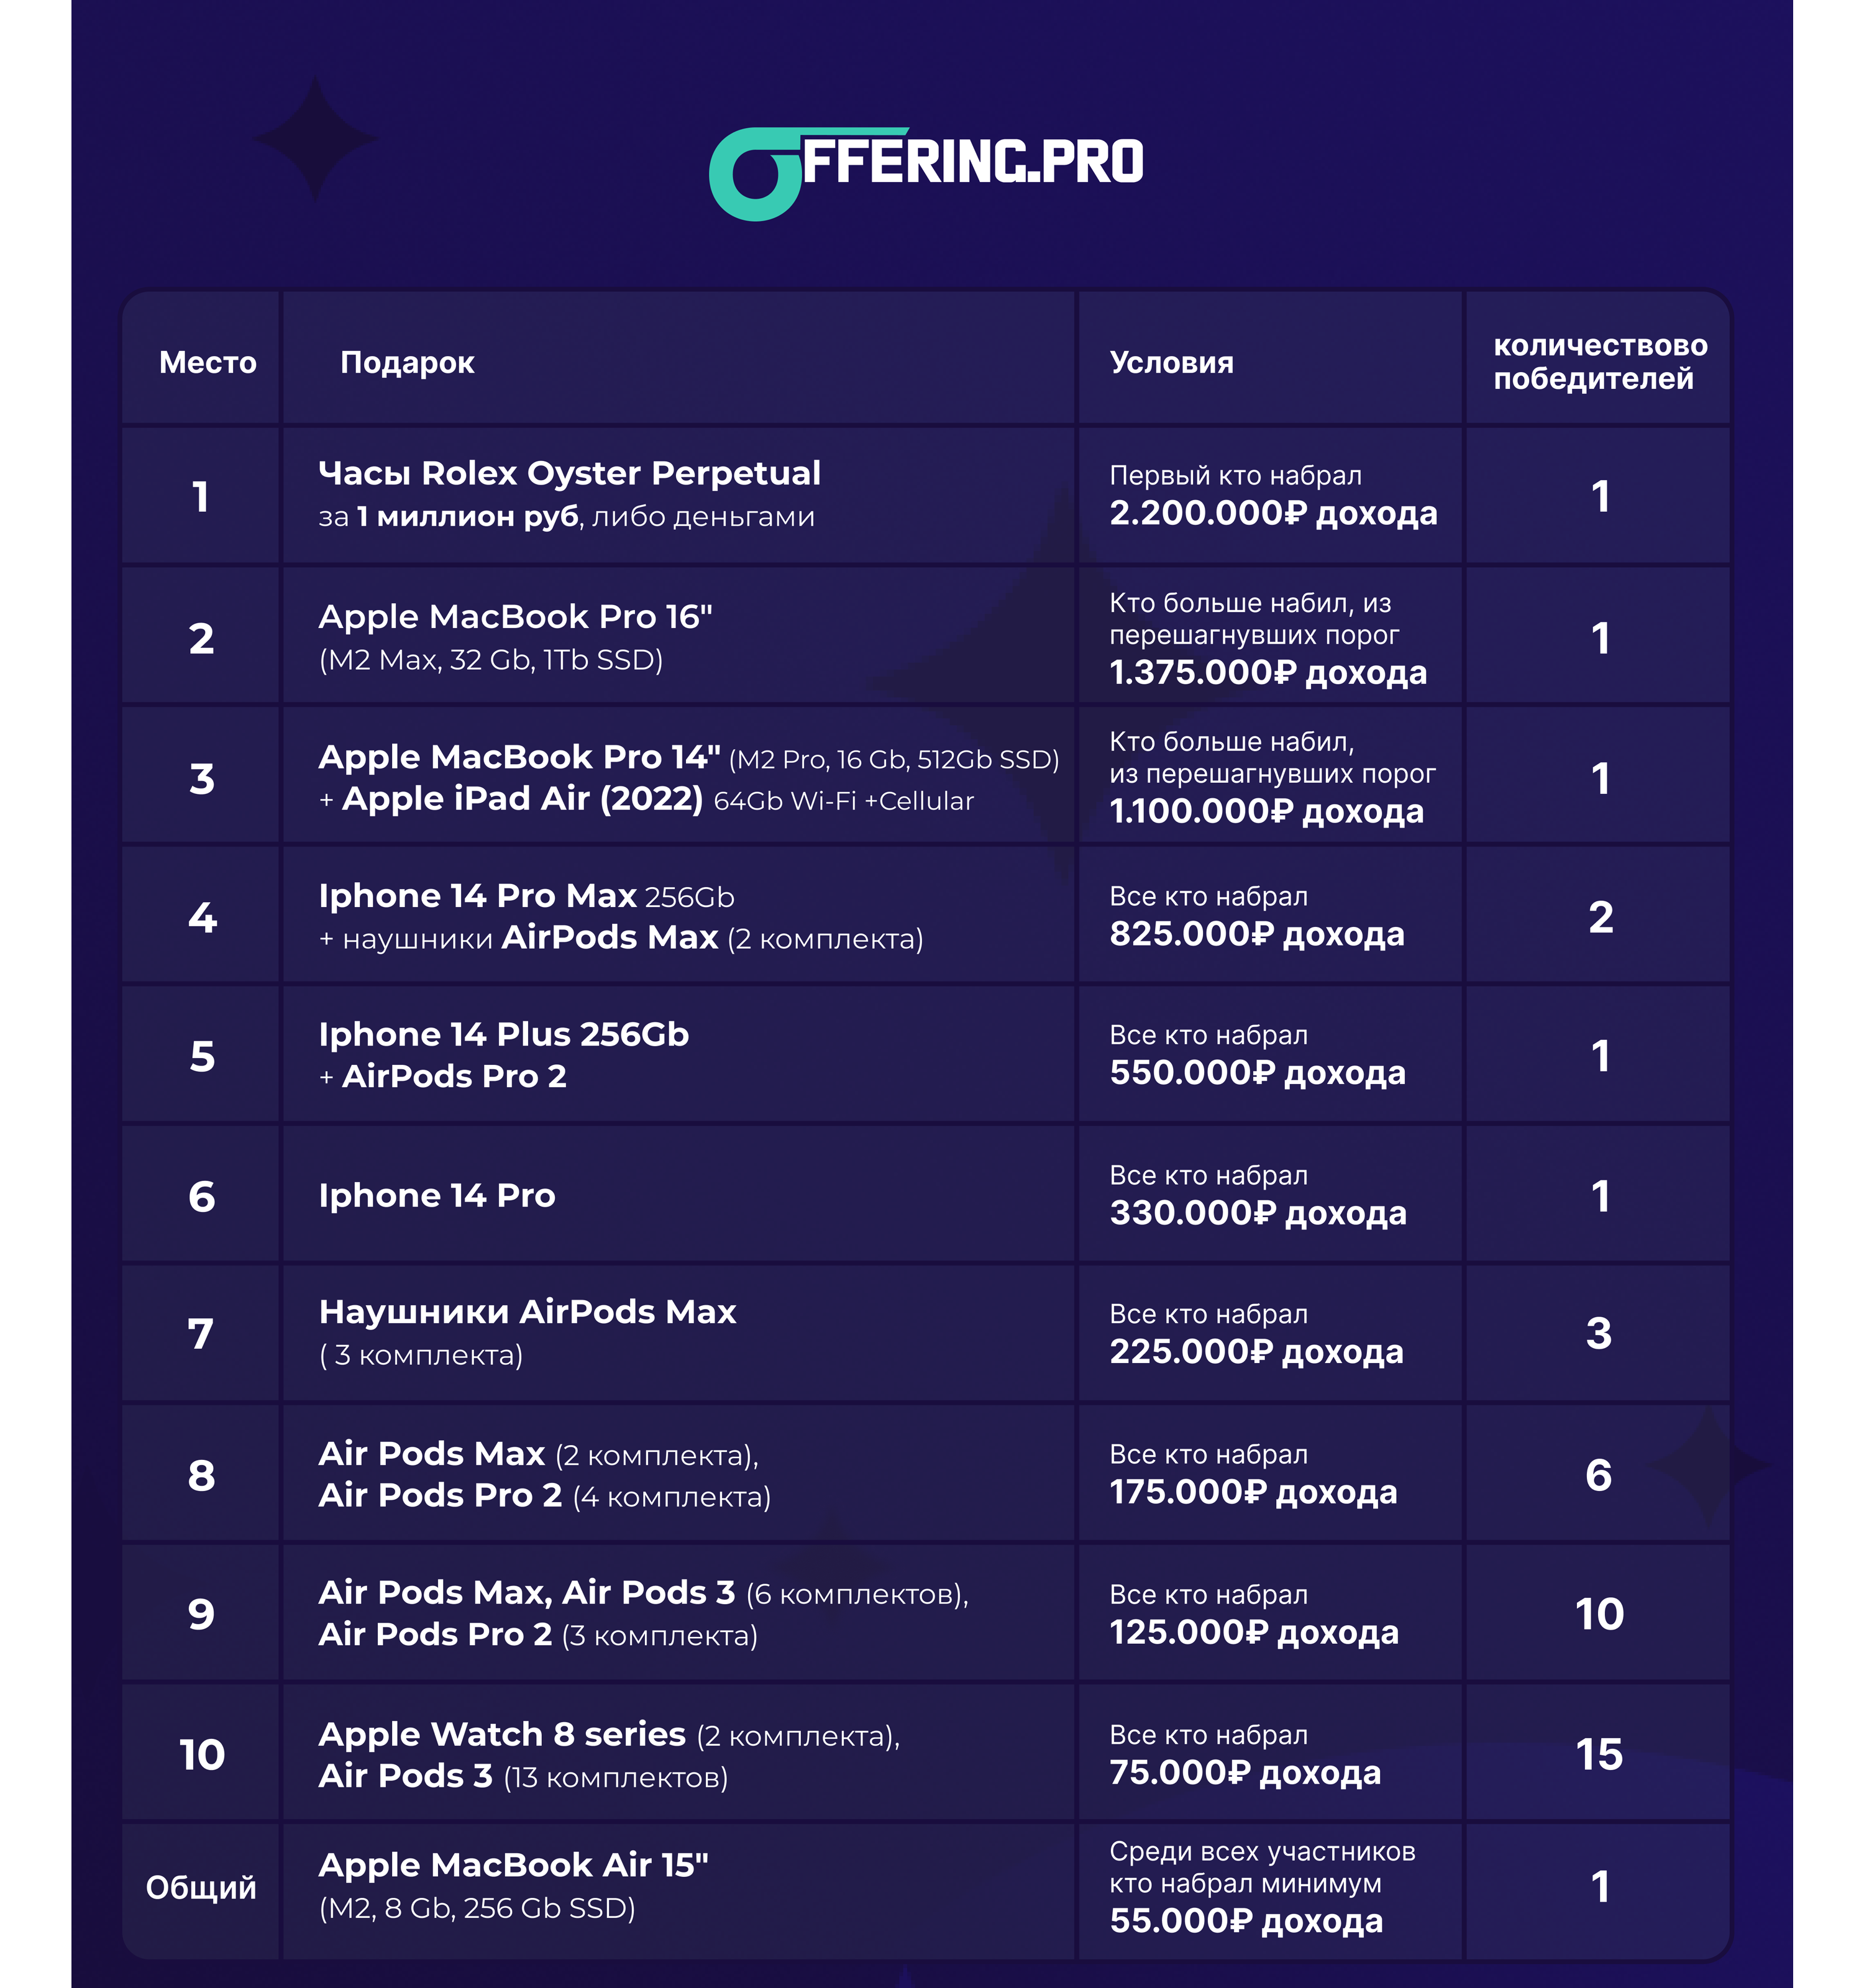 OFFERING.PRO
Место
Подарок
Условия
количествово
победителей
1
Часы Rolex Oyster Perpetual
за 1 миллион руб, либо деньгами
Первый кто набрал
2.200.000₽ дохода
1
2
Apple MacBook Pro 16"
(M2 Max, 32 Gb, 1Tb SSD)
Кто больше набил, из
перешагнувших порог
1.375.000₽ дохода
1
3
Apple MacBook Pro 14" (M2 Pro, 16 Gb, 512Gb SSD)
+ Apple iPad Air (2022) 64Gb Wi-Fi +Cellular
Кто больше набил,
из перешагнувших порог
1.100.000₽ дохода
1
4
Iphone 14 Pro Max 256Gb
+ наушники AirPods Max (2 комплекта)
Все кто набрал
825.000₽ дохода
2
5
Iphone 14 Plus 256Gb
+ AirPods Pro 2
Все кто набрал
550.000₽ дохода
1
6
Iphone 14 Pro
Все кто набрал
330.000₽ дохода
1
7
Наушники AirPods Max
( 3 комплекта)
Все кто набрал
225.000₽ дохода
3
8
Air Pods Max (2 комплекта),
Air Pods Pro 2 (4 комплекта)
Все кто набрал
175.000₽ дохода
6
9
Air Pods Max, Air Pods 3 (6 комплектов),
Air Pods Pro 2 (3 комплекта)
Все кто набрал
125.000₽ дохода
10
10
Apple Watch 8 series (2 комплекта),
Air Pods 3 (13 комплектов)
Все кто набрал
75.000₽ дохода
15
Общий
Apple MacBook Air 15"
(M2, 8 Gb, 256 Gb SSD)
Среди всех участников
кто набрал минимум
55.000₽ дохода
1